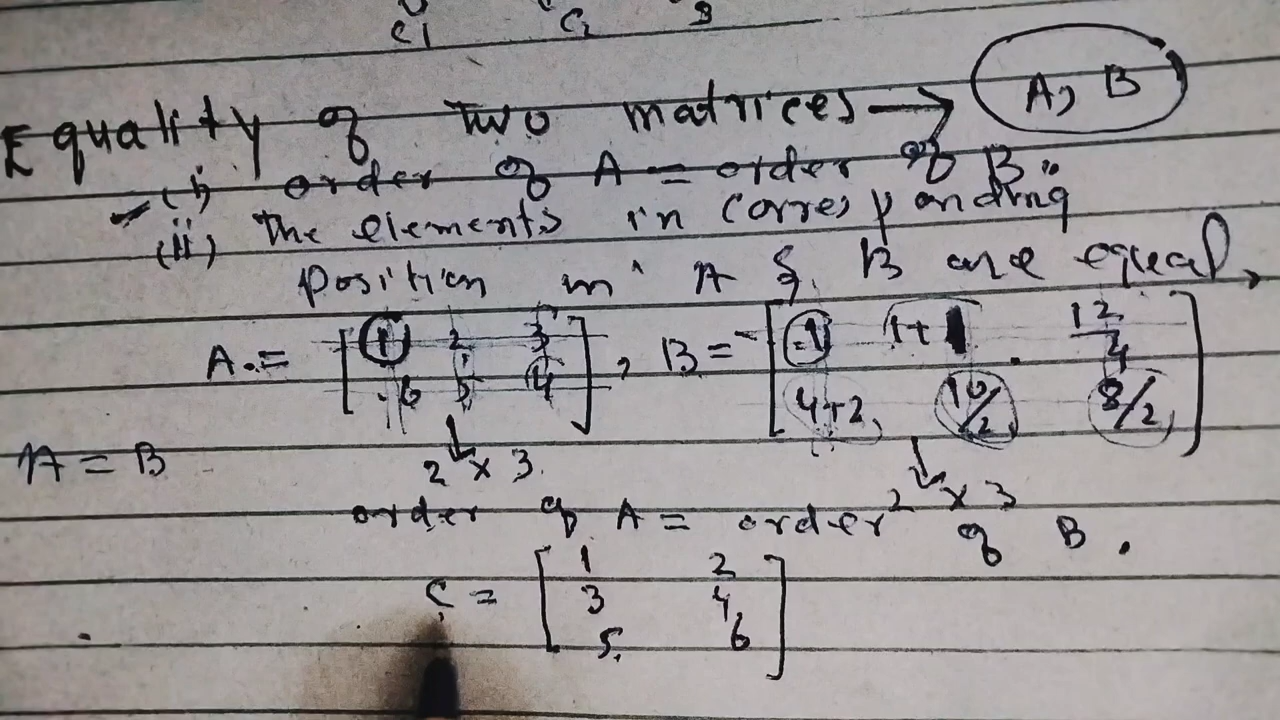 c1 C2 B
Equality of two matrices → A, B
(i) order of A = order of B.
(ii) The elements in corresponding
position in A & B are equal,
A = [ 1 2 3
6 5 4 ] , B = [ 1 1+1 12/4
4+2 10/2 8/2 ]
A = B 2 x 3 2 x 3
order of A = order of B.
C = [ 1 2
3 4
5 6 ]